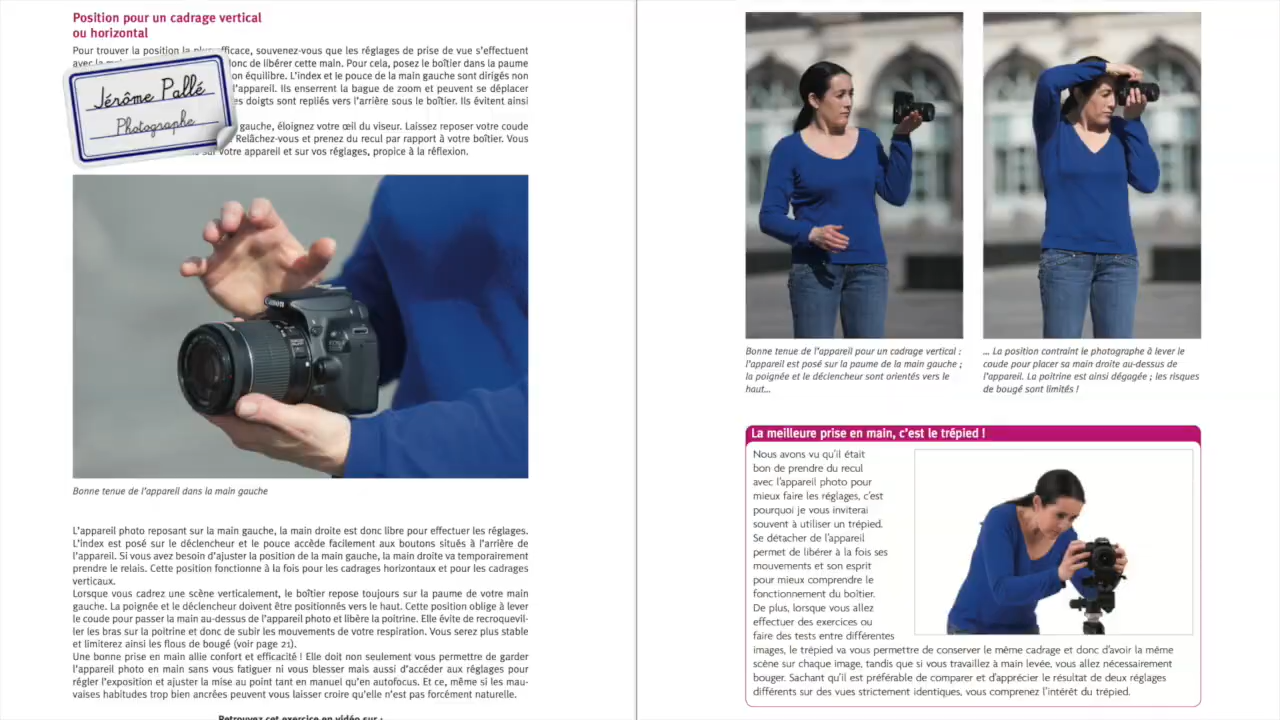 Position pour un cadrage vertical
ou horizontal
Pour trouver la position la plus efficace, souvenez-vous que les réglages de prise de vue s'effectuent
avec la donc de libérer cette main. Pour cela, posez le boîtier dans la paume
on équilibre. L'index et le pouce de la main gauche sont dirigés non
l'appareil. Ils enserrent la bague de zoom et peuvent se déplacer
es doigts sont repliés vers l'arrière sous le boîtier. Ils évitent ainsi
gauche, éloignez votre œil du viseur. Laissez reposer votre coude
Relâchez-vous et prenez du recul par rapport à votre boîtier. Vous
sur votre appareil et sur vos réglages, propice à la réflexion.
Jérôme Pallé
Photographe
Canon
Bonne tenue de l'appareil dans la main gauche
L'appareil photo reposant sur la main gauche, la main droite est donc libre pour effectuer les réglages.
L'index est posé sur le déclencheur et le pouce accède facilement aux boutons situés à l'arrière de
l'appareil. Si vous avez besoin d'ajuster la position de la main gauche, la main droite va temporairement
prendre le relais. Cette position fonctionne à la fois pour les cadrages horizontaux et pour les cadrages
verticaux.
Lorsque vous cadrez une scène verticalement, le boîtier repose toujours sur la paume de votre main
gauche. La poignée et le déclencheur doivent être positionnés vers le haut. Cette position oblige à lever
le coude pour passer la main au-dessus de l'appareil photo et libère la poitrine. Elle évite de recroquevil-
ler les bras sur la poitrine et donc de subir les mouvements de votre respiration. Vous serez plus stable
et limiterez ainsi les flous de bougé (voir page 21).
Une bonne prise en main allie confort et efficacité ! Elle doit non seulement vous permettre de garder
l'appareil photo en main sans vous fatiguer ni vous blesser mais aussi d'accéder aux réglages pour
régler l'exposition et ajuster la mise au point tant en manuel qu'en autofocus. Et ce, même si les mau-
vaises habitudes trop bien ancrées peuvent vous laisser croire qu'elle n'est pas forcément naturelle.
Retrouvez cet exercice en vidéo sur :
Bonne tenue de l'appareil pour un cadrage vertical :
l'appareil est posé sur la paume de la main gauche ;
la poignée et le déclencheur sont orientés vers le
haut...
... La position contraint le photographe à lever le
coude pour placer sa main droite au-dessus de
l'appareil. La poitrine est ainsi dégagée ; les risques
de bougé sont limités !
La meilleure prise en main, c'est le trépied !
Nous avons vu qu'il était
bon de prendre du recul
avec l'appareil photo pour
mieux faire les réglages, c'est
pourquoi je vous inviterai
souvent à utiliser un trépied.
Se détacher de l'appareil
permet de libérer à la fois ses
mouvements et son esprit
pour mieux comprendre le
fonctionnement du boîtier.
De plus, lorsque vous allez
effectuer des exercices ou
faire des tests entre différentes
images, le trépied va vous permettre de conserver le même cadrage et donc d'avoir la même
scène sur chaque image, tandis que si vous travaillez à main levée, vous allez nécessairement
bouger. Sachant qu'il est préférable de comparer et d'apprécier le résultat de deux réglages
différents sur des vues strictement identiques, vous comprenez l'intérêt du trépied.